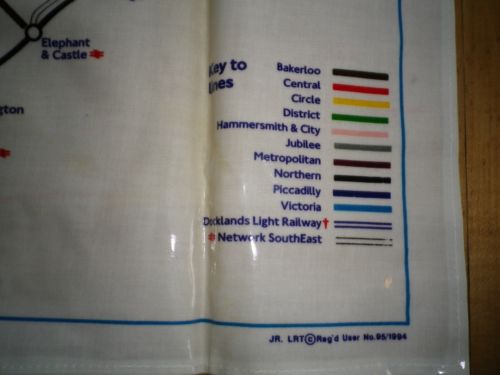 Elephant
& Castle
Key to
lines
Bakerloo
Central
Circle
District
Hammersmith & City
Jubilee
Metropolitan
Northern
Piccadilly
Victoria
Docklands Light Railway†
Network SouthEast
JR. LRT©Reg'd User No.95/1984